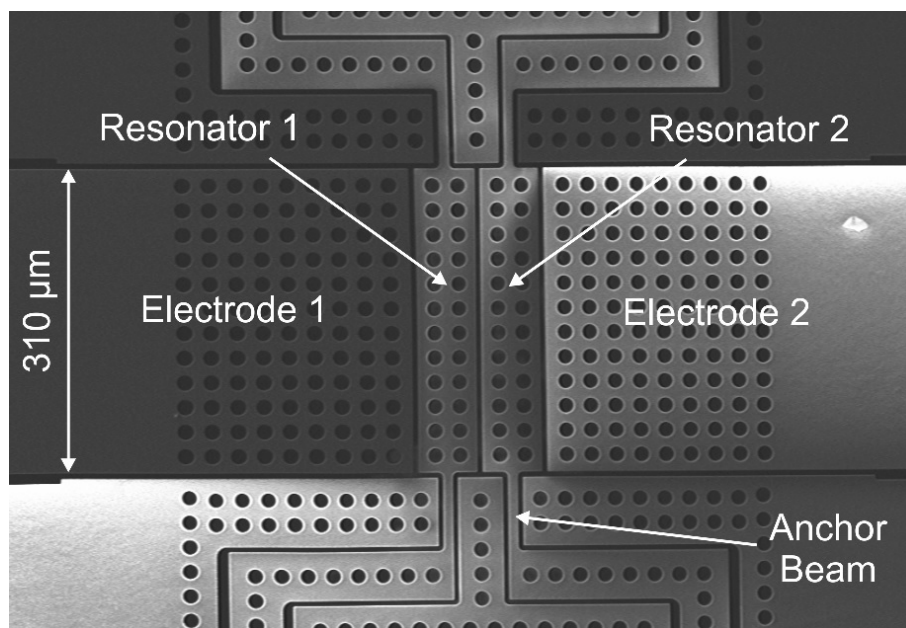 Resonator 1
Resonator 2
310 μm
Electrode 1
Electrode 2
Anchor
Beam